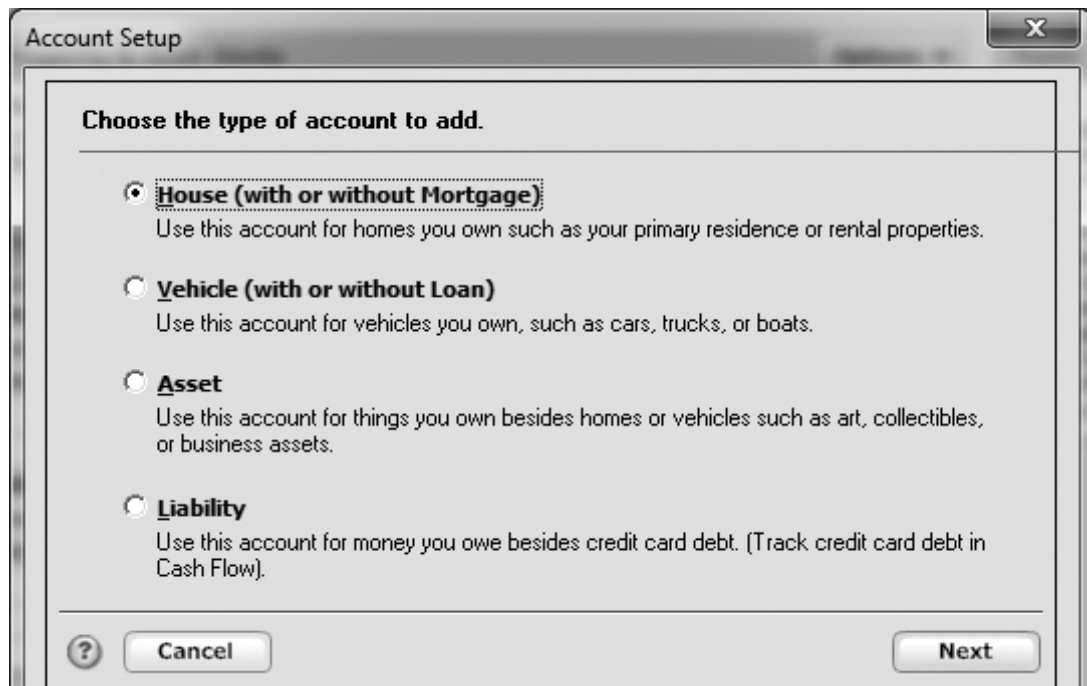 Account Setup
X
Choose the type of account to add.
House (with or without Mortgage)
Use this account for homes you own such as your primary residence or rental properties.
Vehicle (with or without Loan)
Use this account for vehicles you own, such as cars, trucks, or boats.
Asset
Use this account for things you own besides homes or vehicles such as art, collectibles,
or business assets.
Liability
Use this account for money you owe besides credit card debt. (Track credit card debt in
Cash Flow).
?
Cancel
Next